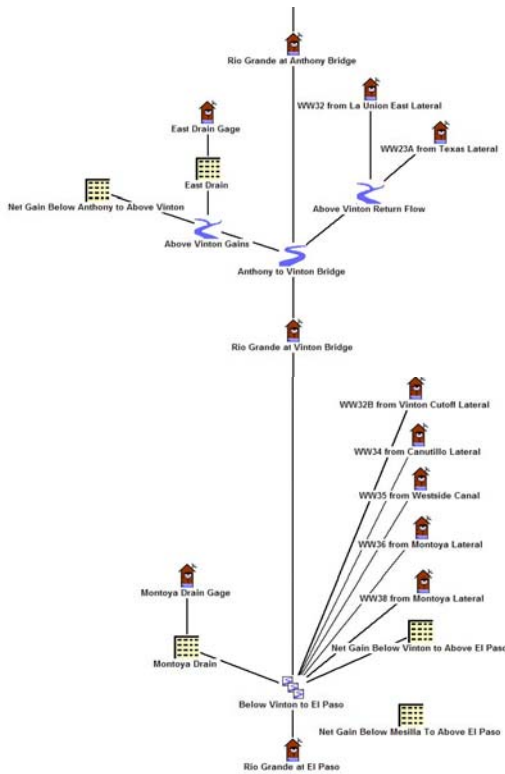 Rio Grande at Anthony Bridge
WW32 from La Union East Lateral
East Drain Gage
WW23A from Texas Lateral
East Drain
Net Gain Below Anthony to Above Vinton
Above Vinton Return Flow
Above Vinton Gains
Anthony to Vinton Bridge
Rio Grande at Vinton Bridge
WW32B from Vinton Cutoff Lateral
WW34 from Canutillo Lateral
WW35 from Westside Canal
WW36 from Montoya Lateral
Montoya Drain Gage
WW38 from Montoya Lateral
Net Gain Below Vinton to Above El Paso
Montoya Drain
Below Vinton to El Paso
Net Gain Below Mesilla To Above El Paso
Rio Grande at El Paso